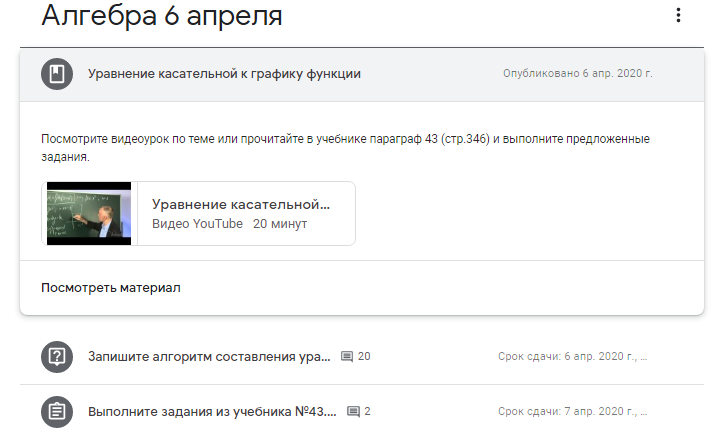 Алгебра 6 апреля
Уравнение касательной к графику функции
Опубликовано 6 апр. 2020 г.
Посмотрите видеоурок по теме или прочитайте в учебнике параграф 43 (стр.346) и выполните предложенные
задания.
Уравнение касательной...
Видео YouTube 20 минут
Посмотреть материал
Запишите алгоритм составления ура... 20
Срок сдачи: 6 апр. 2020 г., ...
Выполните задания из учебника №43.... 2
Срок сдачи: 7 апр. 2020 г., ...